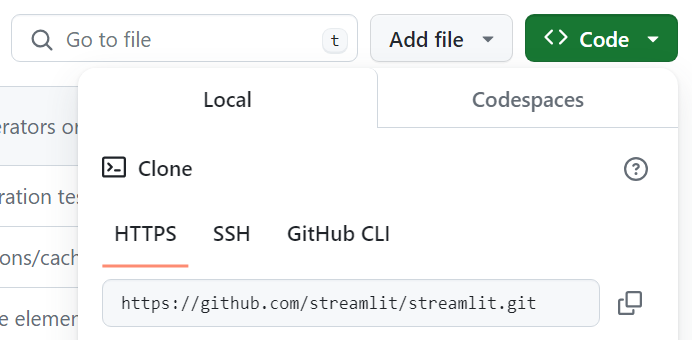 Go to file t Add file Code
Local Codespaces
erators or
Clone
ration tes
HTTPS SSH GitHub CLI
ons/cach
https://github.com/streamlit/streamlit.git
e elemen